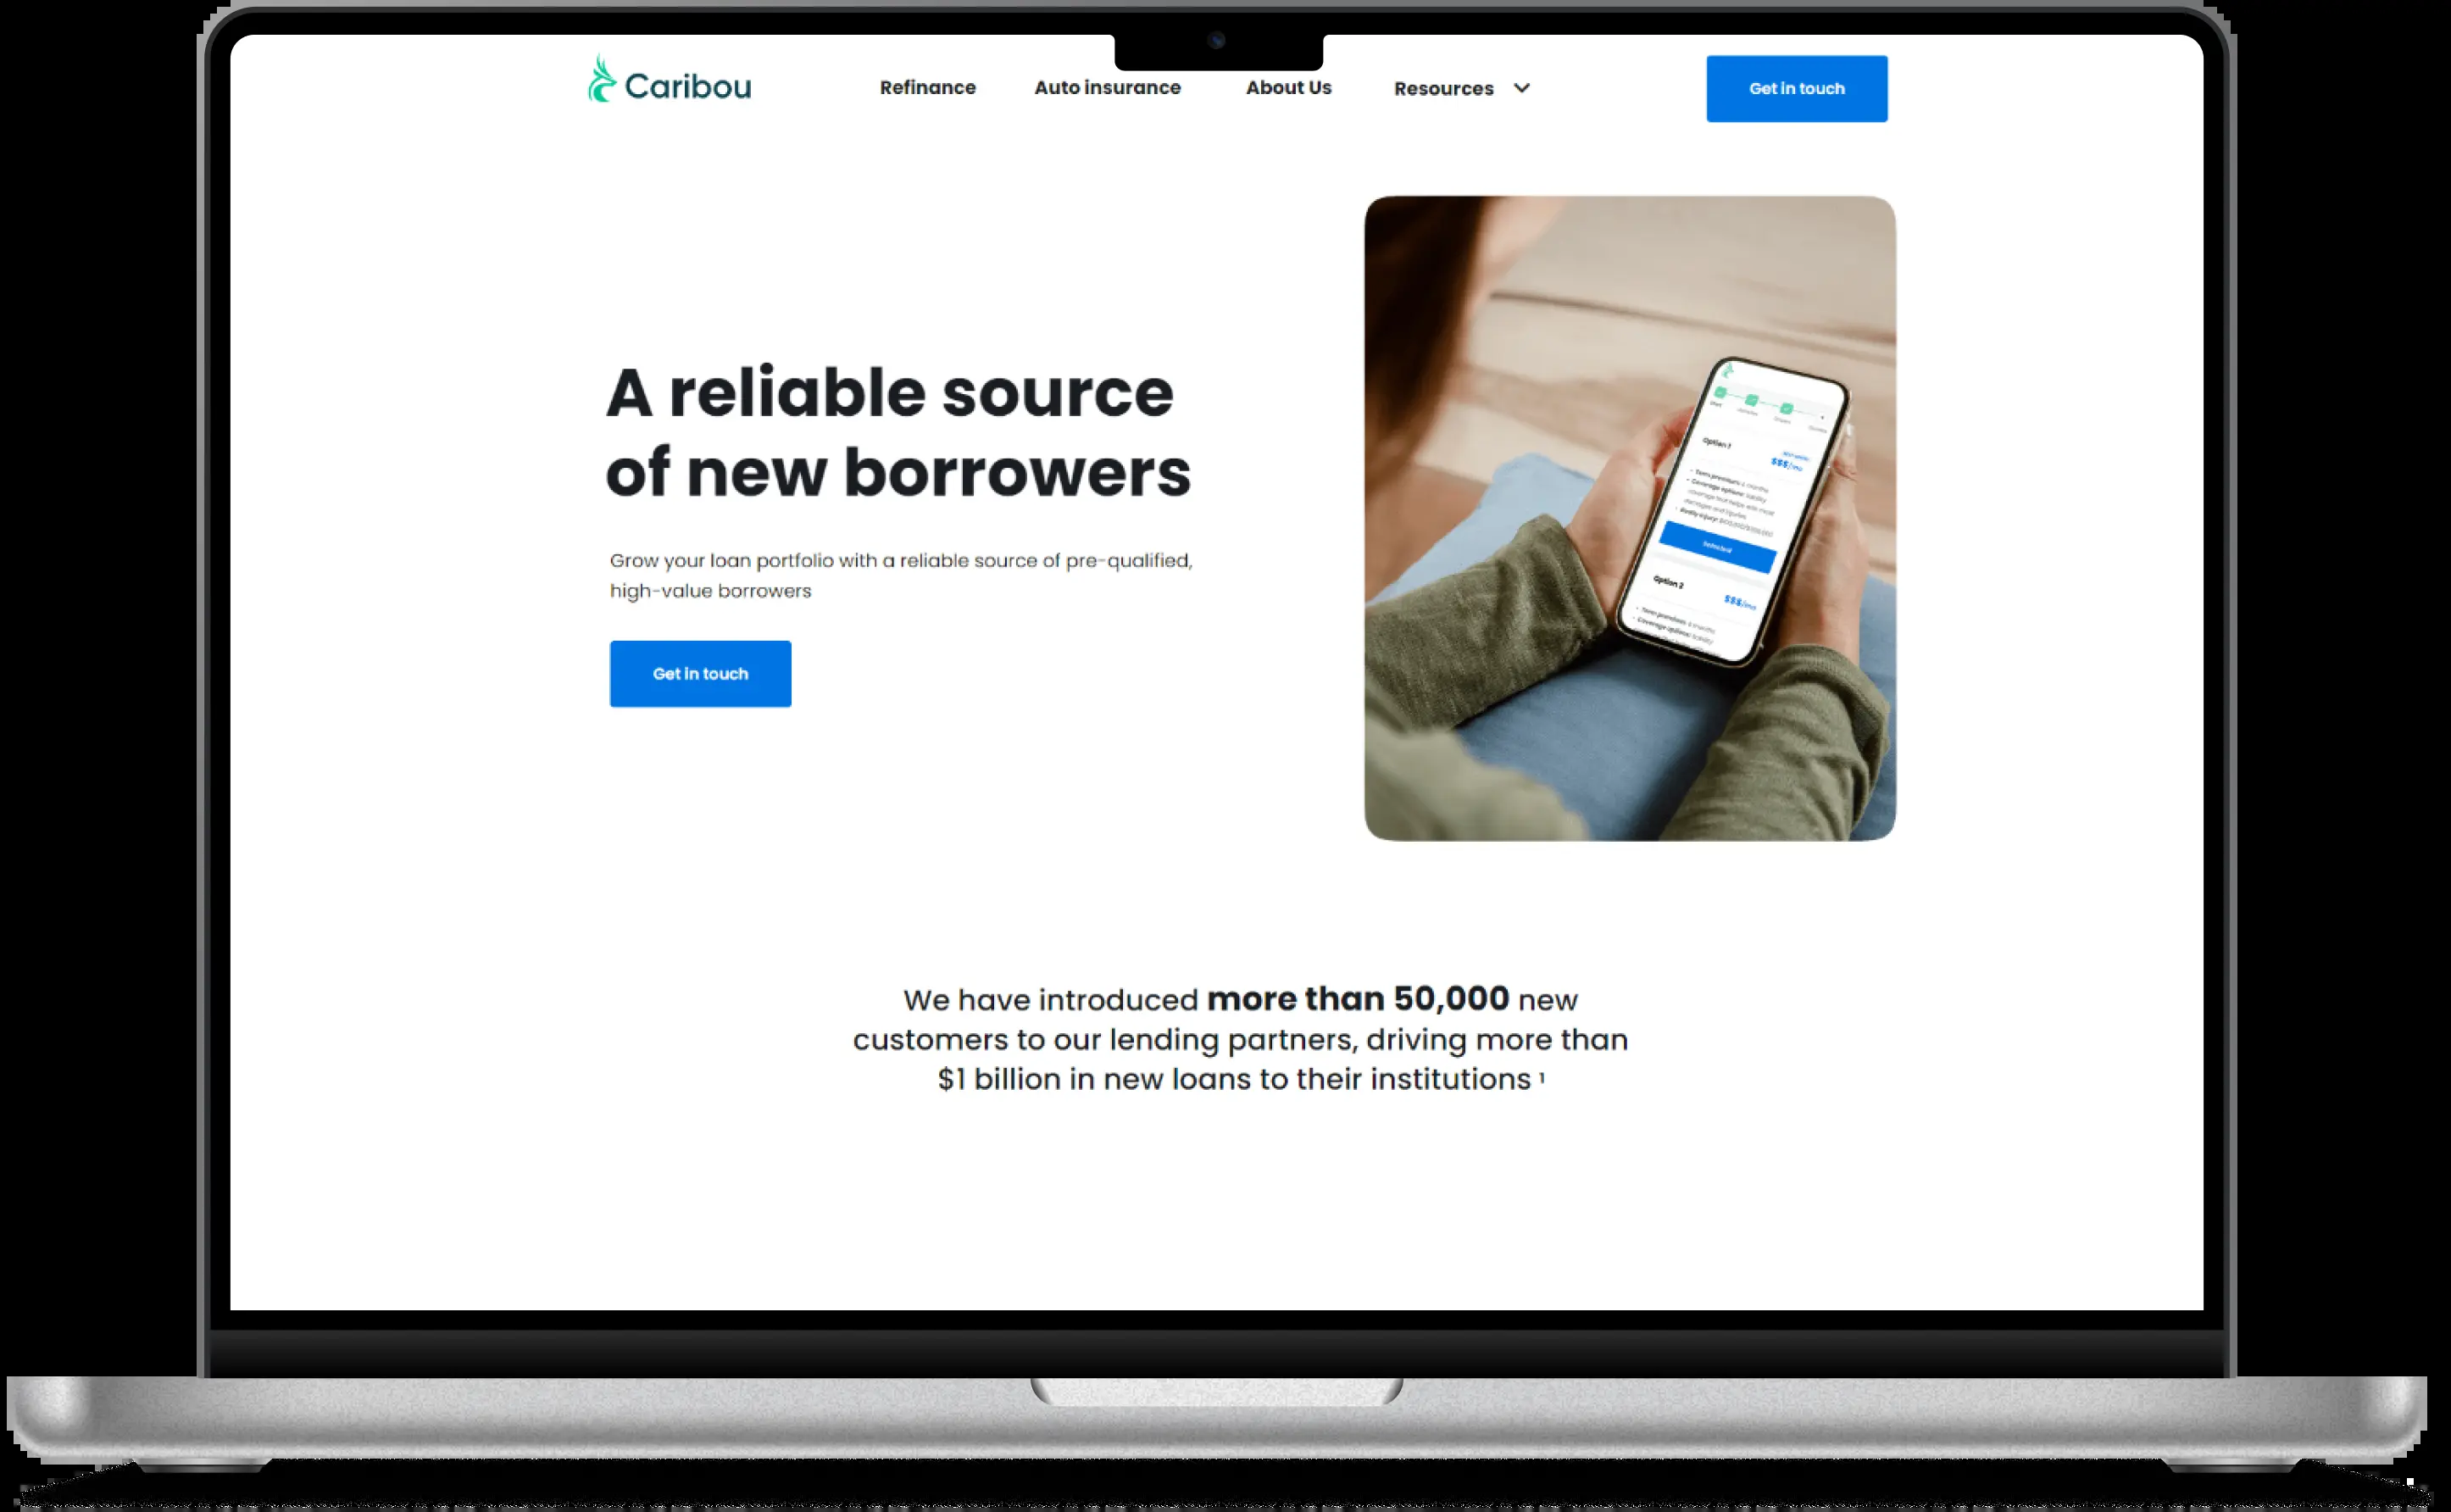 Caribou
Refinance
Auto insurance
About Us
Resources
Get in touch
A reliable source
of new borrowers
Grow your loan portfolio with a reliable source of pre-qualified,
high-value borrowers
Get in touch
Option 1
$$$/mo
Selected
Option 2
$$$/mo
We have introduced more than 50,000 new
customers to our lending partners, driving more than
$1 billion in new loans to their institutions ¹